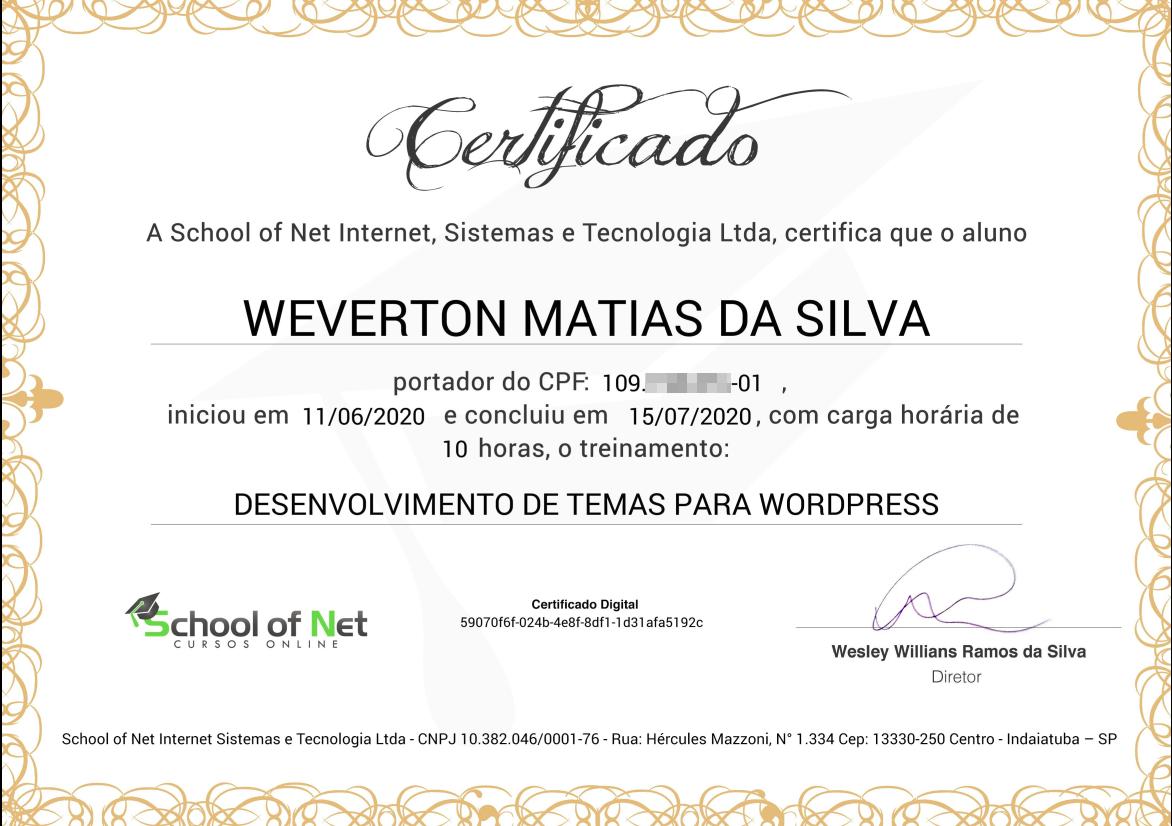 Certificado
A School of Net Internet, Sistemas e Tecnologia Ltda, certifica que o aluno
WEVERTON MATIAS DA SILVA
portador do CPF: 109. -01 ,
iniciou em 11/06/2020 e concluiu em 15/07/2020, com carga horária de
10 horas, o treinamento:
DESENVOLVIMENTO DE TEMAS PARA WORDPRESS
School of Net
CURSOS ONLINE
Certificado Digital
59070f6f-024b-4e8f-8df1-1d31afa5192c
Wesley Willians Ramos da Silva
Diretor
School of Net Internet Sistemas e Tecnologia Ltda - CNPJ 10.382.046/0001-76 - Rua: Hércules Mazzoni, N° 1.334 Cep: 13330-250 Centro - Indaiatuba – SP